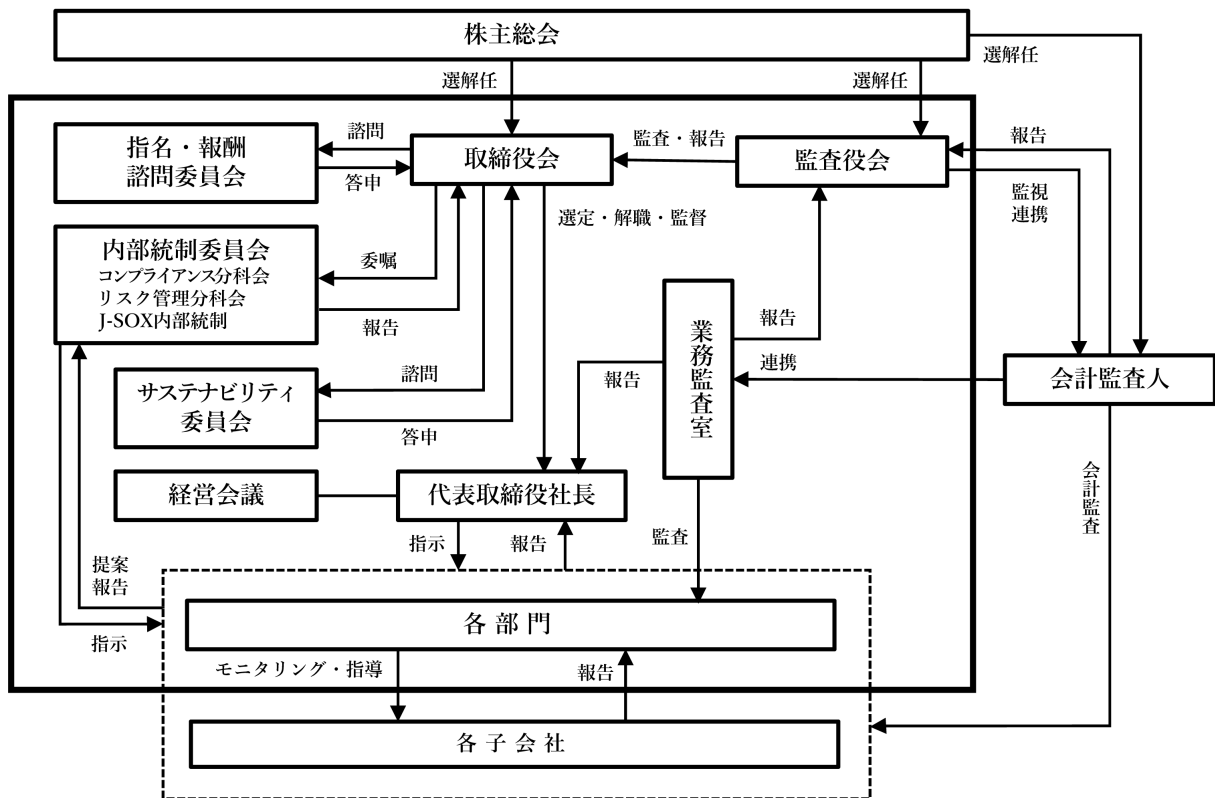 株主総会
選解任
選解任
選解任
指名・報酬
諮問委員会
諮問
答申
取締役会
監査・報告
監査役会
報告
監視
連携
選定・解職・監督
内部統制委員会
コンプライアンス分科会
リスク管理分科会
J-SOX内部統制
委嘱
報告
業務監査室
報告
連携
報告
会計監査人
サステナビリティ
委員会
諮問
答申
経営会議
代表取締役社長
指示
報告
監査
会計監査
提案
報告
指示
各部門
モニタリング・指導
報告
各子会社